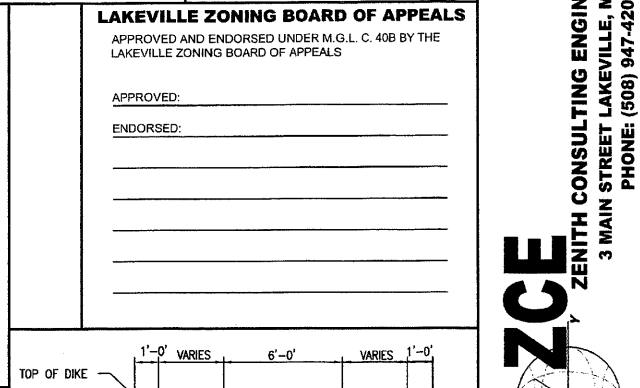 LAKEVILLE ZONING BOARD OF APPEALS
APPROVED AND ENDORSED UNDER M.G.L. C. 40B BY THE
LAKEVILLE ZONING BOARD OF APPEALS
APPROVED:
ENDORSED:
1'-0' VARIES 6'-0' VARIES 1'-0'
TOP OF DIKE
ZCE
ZENITH CONSULTING ENGIN
3 MAIN STREET LAKEVILLE, M
PHONE: (508) 947-420